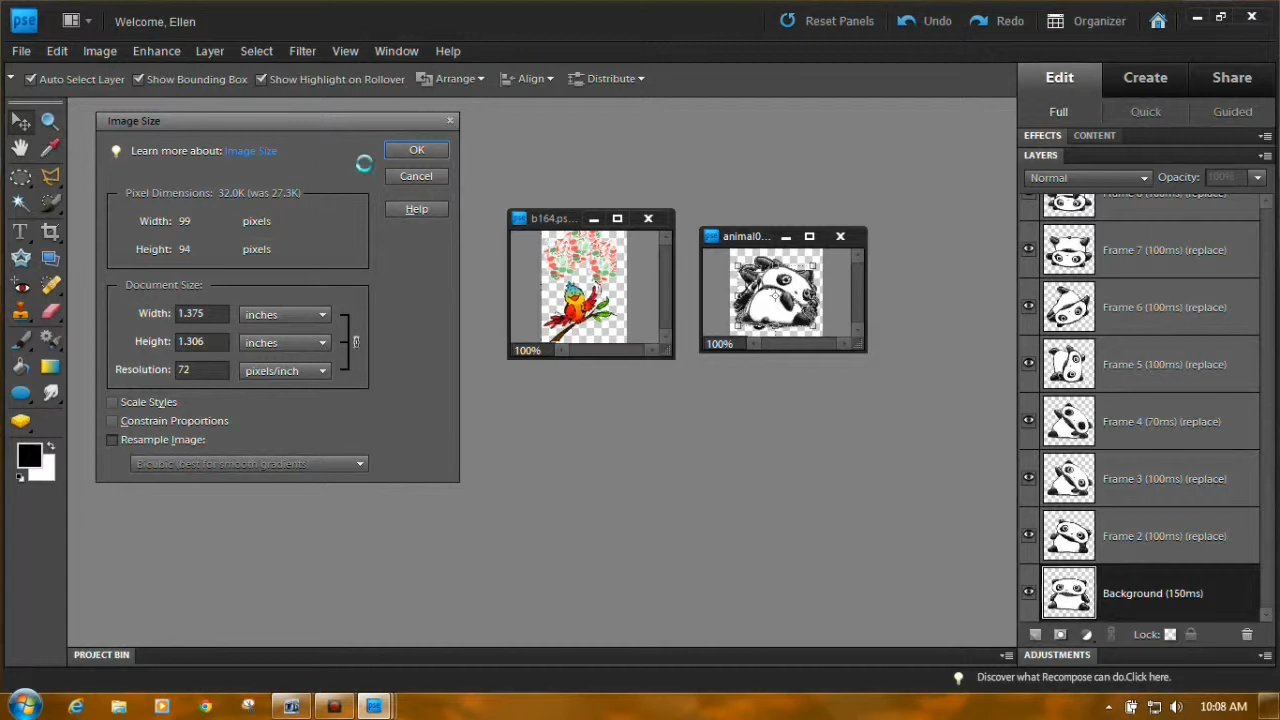 pse Welcome, Ellen Reset Panels Undo Redo Organizer
File Edit Image Enhance Layer Select Filter View Window Help
Auto Select Layer Show Bounding Box Show Highlight on Rollover Arrange Align Distribute
Edit Create Share
Full Quick Guided
EFFECTS CONTENT
LAYERS
Normal Opacity: 100%
Image Size
Learn more about: Image Size
OK
Cancel
Help
Pixel Dimensions: 32.0K (was 27.3K)
Width: 99 pixels
Height: 94 pixels
Document Size:
Width: 1.375 inches
Height: 1.306 inches
Resolution: 72 pixels/inch
Scale Styles
Constrain Proportions
Resample Image:
Bicubic (best for smooth gradients)
pse b164.ps...
100%
pse animal0...
100%
Frame 8 (100ms) (replace)
Frame 7 (100ms) (replace)
Frame 6 (100ms) (replace)
Frame 5 (100ms) (replace)
Frame 4 (70ms) (replace)
Frame 3 (100ms) (replace)
Frame 2 (100ms) (replace)
Background (150ms)
Lock:
PROJECT BIN
ADJUSTMENTS
Discover what Recompose can do.Click here.
10:08 AM